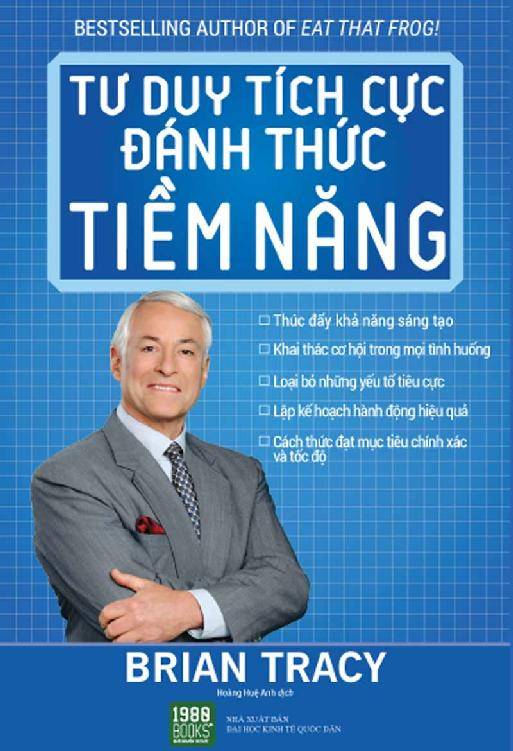 BESTSELLING AUTHOR OF EAT THAT FROG!
TƯ DUY TÍCH CỰC
ĐÁNH THỨC
TIỀM NĂNG
Thúc đẩy khả năng sáng tạo
Khai thác cơ hội trong mọi tình huống
Loại bỏ những yếu tố tiêu cực
Lập kế hoạch hành động hiệu quả
Cách thức đạt mục tiêu chính xác
và tốc độ
BRIAN TRACY
Hoàng Huệ Anh dịch
1980
BOOKS
NHÀ XUẤT BẢN
ĐẠI HỌC KINH TẾ QUỐC DÂN